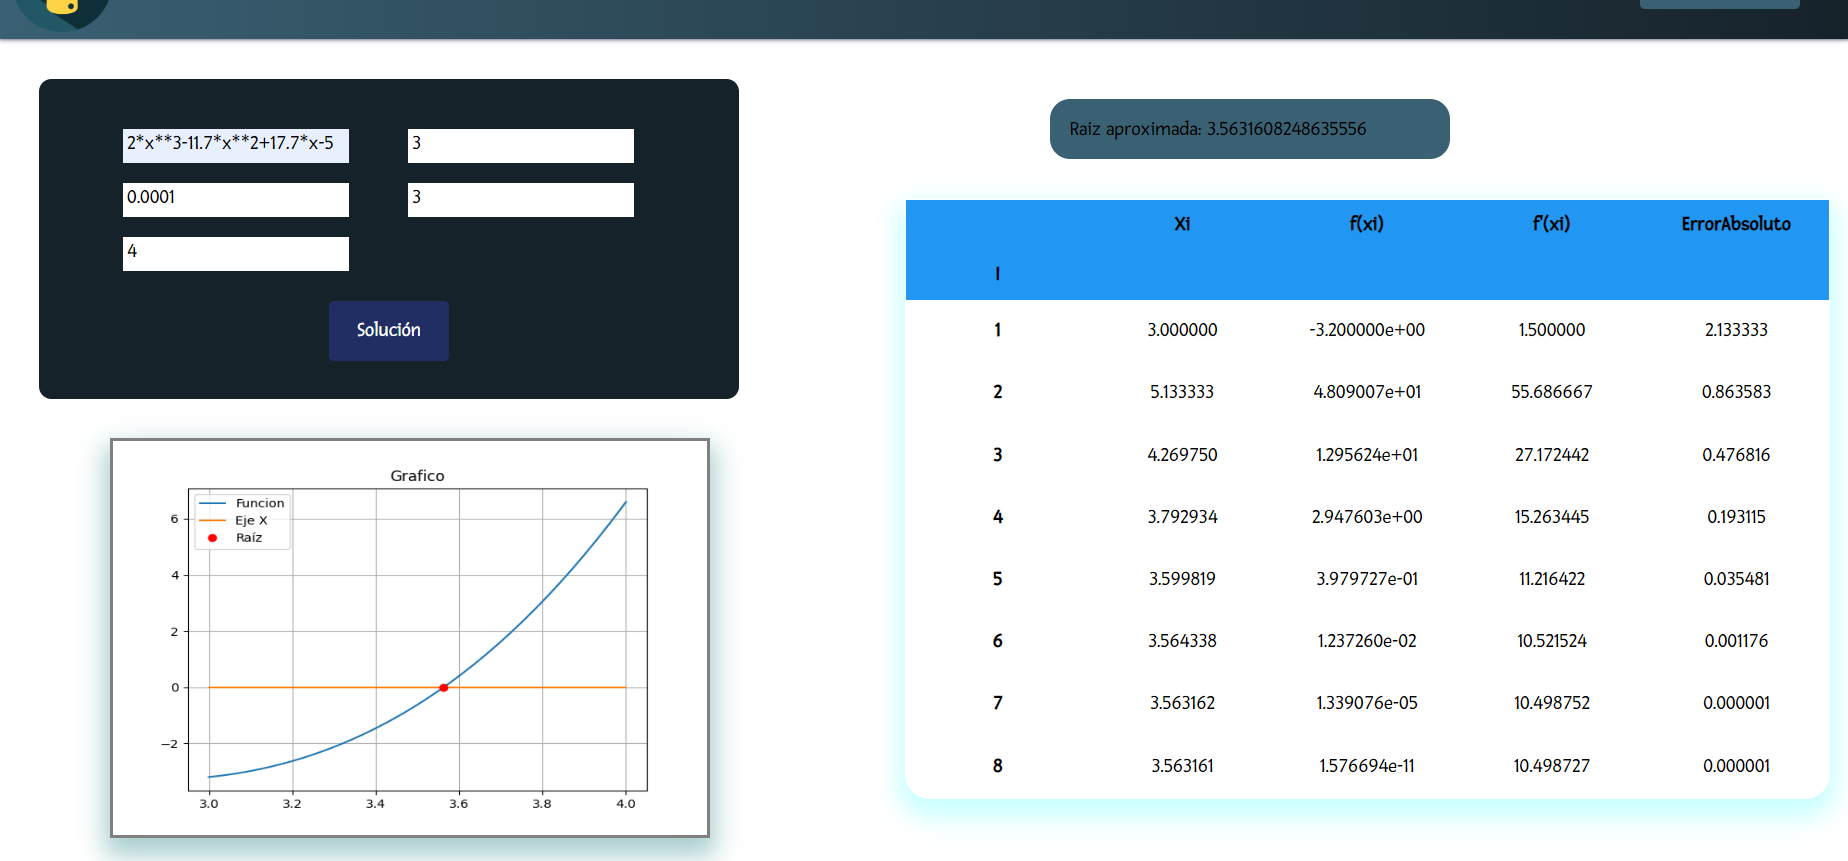 2*x**3-11.7*x**2+17.7*x-5
3
0.0001
3
4
Solución
Grafico
Funcion
Eje X
Raíz
6
4
2
0
−2
3.0 3.2 3.4 3.6 3.8 4.0
Raiz aproximada: 3.5631608248635556
Xi f(xi) f'(xi) ErrorAbsoluto
I
1 3.000000 -3.200000e+00 1.500000 2.133333
2 5.133333 4.809007e+01 55.686667 0.863583
3 4.269750 1.295624e+01 27.172442 0.476816
4 3.792934 2.947603e+00 15.263445 0.193115
5 3.599819 3.979727e-01 11.216422 0.035481
6 3.564338 1.237260e-02 10.521524 0.001176
7 3.563162 1.339076e-05 10.498752 0.000001
8 3.563161 1.576694e-11 10.498727 0.000001